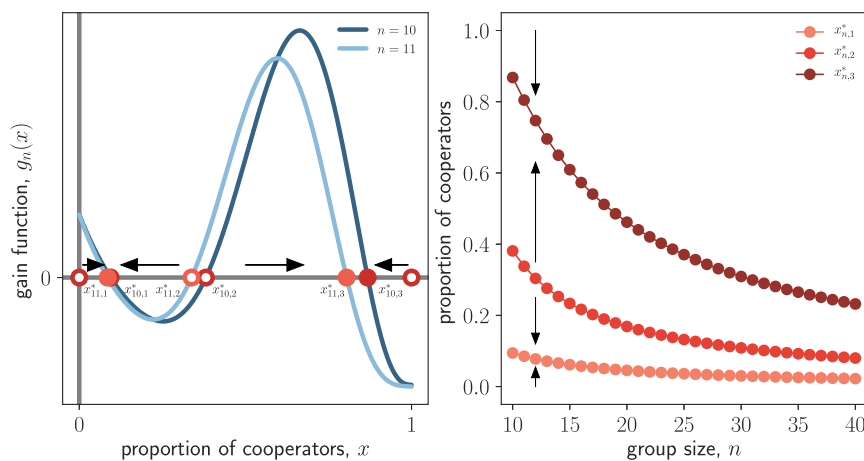 n = 10
n = 11
gain function, g_n(x)
0
x*_{11,1}
x*_{10,1}
x*_{11,2}
x*_{10,2}
x*_{11,3}
x*_{10,3}
0
1
proportion of cooperators, x
x*_{n,1}
x*_{n,2}
x*_{n,3}
proportion of cooperators
1.0
0.8
0.6
0.4
0.2
0.0
10 15 20 25 30 35 40
group size, n